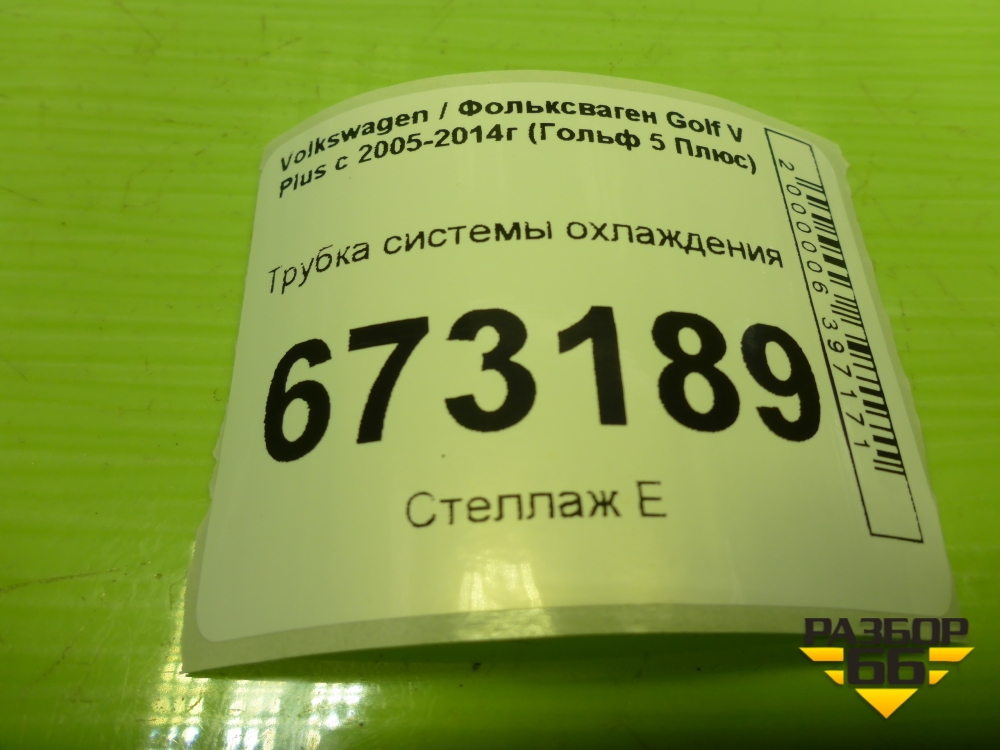 Volkswagen / Фольксваген Golf V
Plus с 2005-2014г (Гольф 5 Плюс)
Трубка системы охлаждения
673189
Стеллаж Е
2000006397171
РАЗБОР
66